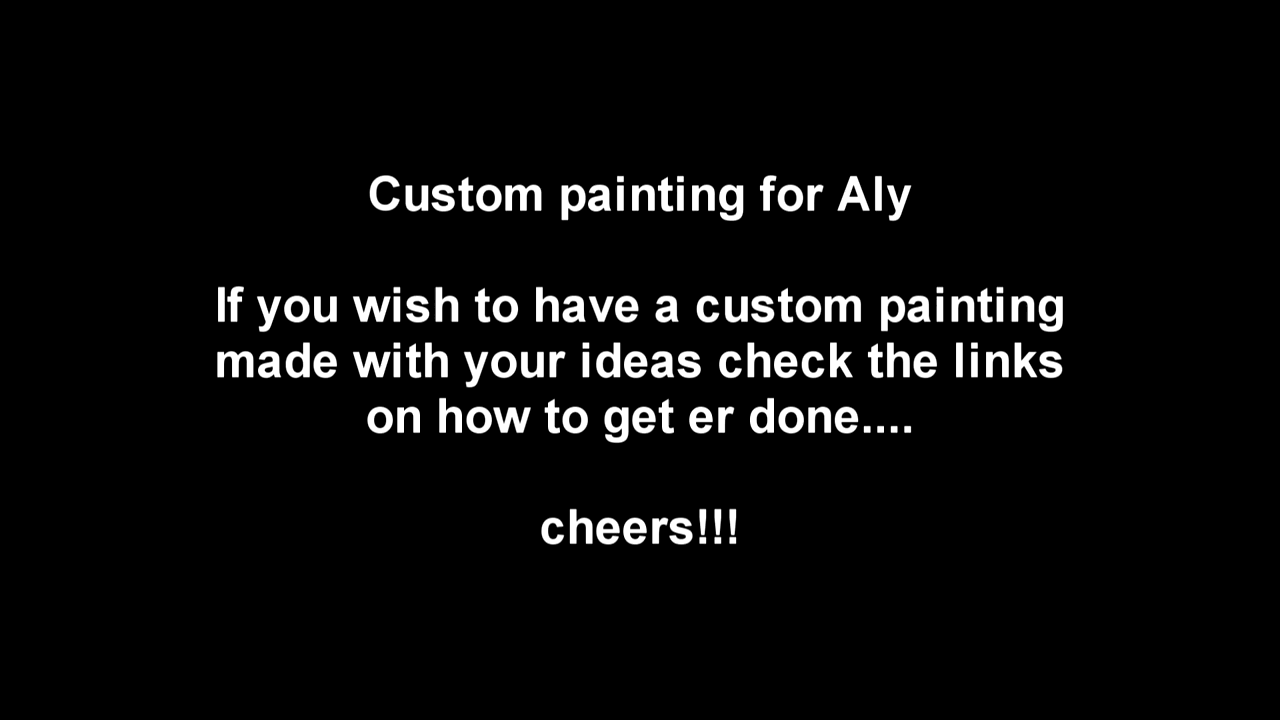 Custom painting for Aly
If you wish to have a custom painting
made with your ideas check the links
on how to get er done....
cheers!!!